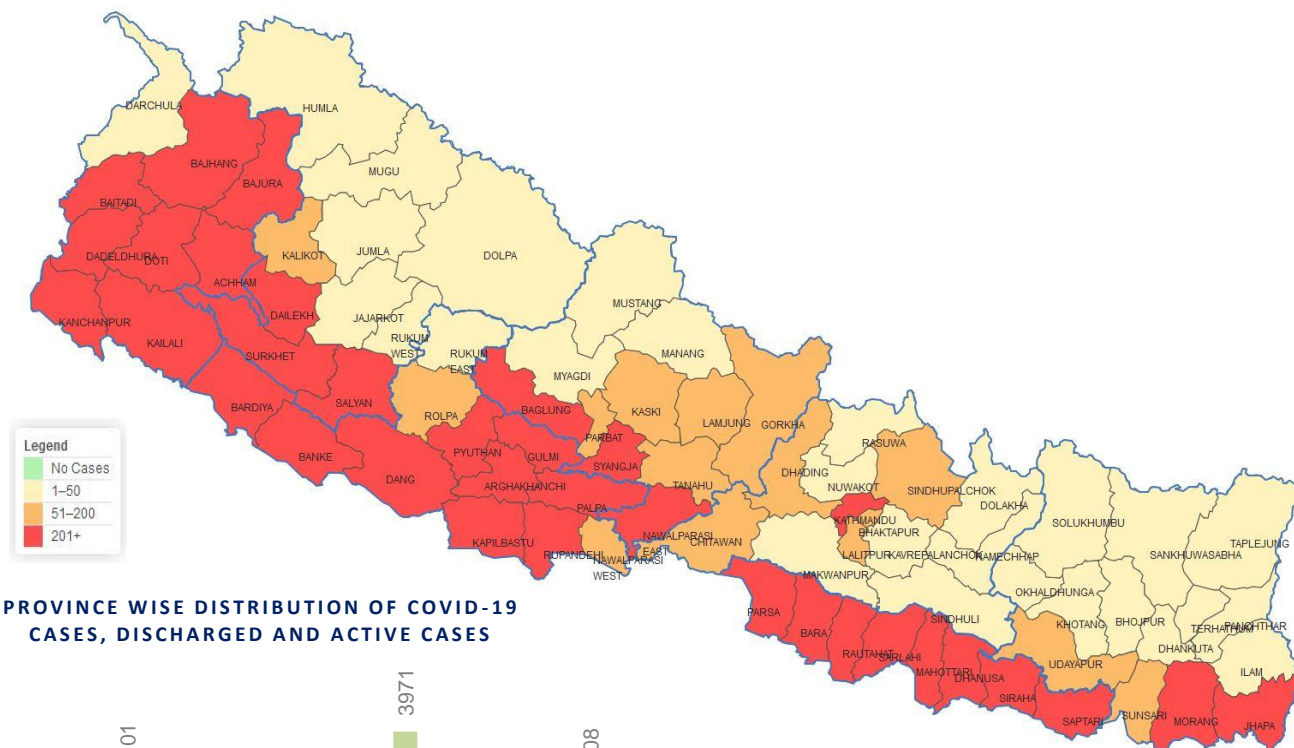 DARCHULA
HUMLA
BAJHANG
MUGU
BAJURA
BAITADI
DADELDHURA
DOTI
KALIKOT
JUMLA
DOLPA
ACHHAM
DAILEKH
JAJARKOT
KANCHANPUR
KAILALI
SURKHET
RUKUM
WEST
RUKUM
EAST
MUSTANG
MANANG
MYAGDI
BARDIYA
SALYAN
ROLPA
BAGLUNG
KASKI
LAMJUNG
GORKHA
PARBAT
BANKE
DANG
PYUTHAN
GULMI
SYANGJA
TANAHU
DHADING
RASUWA
NUWAKOT
SINDHUPALCHOK
DOLAKHA
ARGHAKHANCHI
PALPA
KAPILBASTU
RUPANDEHI
NAWALPARASI
WEST
NAWALPARASI
EAST
CHITAWAN
KATHMANDU
BHAKTAPUR
LALITPUR
KAVREPALANCHOK
RAMECHHAP
MAKWANPUR
SOLUKHUMBU
SANKHUWASABHA
TAPLEJUNG
OKHALDHUNGA
KHOTANG
BHOJPUR
TERHATHUM
PANCHTHAR
DHANKUTA
ILAM
SINDHULI
PARSA
BARA
RAUTAHAT
SARLAHI
MAHOTTARI
DHANUSA
SIRAHA
UDAYAPUR
SAPTARI
SUNSARI
MORANG
JHAPA
Legend
No Cases
1–50
51–200
201+
PROVINCE WISE DISTRIBUTION OF COVID-19
CASES, DISCHARGED AND ACTIVE CASES
3971